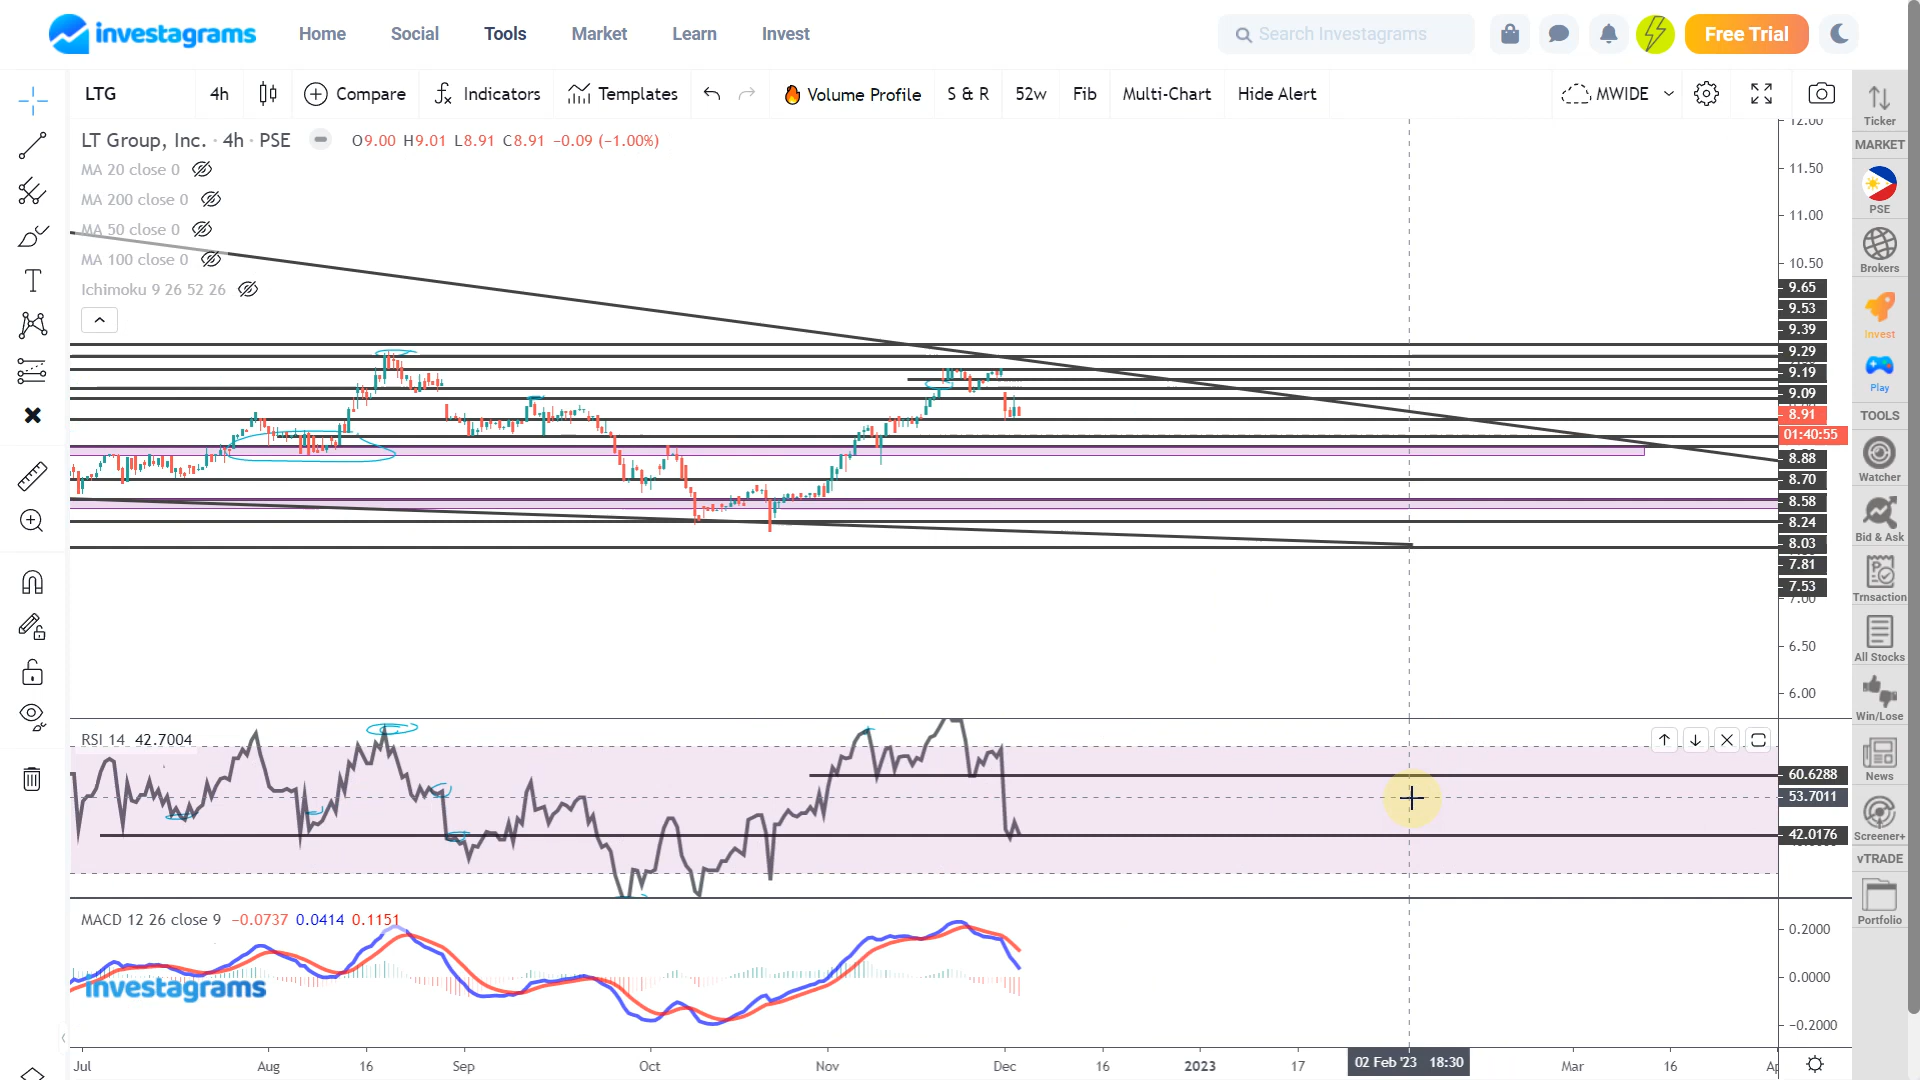 investagrams Home Social Tools Market Learn Invest Search Investagrams Free Trial
LTG 4h Compare Indicators Templates Volume Profile S & R 52w Fib Multi-Chart Hide Alert MWIDE
Ticker
LT Group, Inc. · 4h · PSE O9.00 H9.01 L8.91 C8.91 −0.09 (−1.00%)
MA 20 close 0
MA 200 close 0
MA 50 close 0
MA 100 close 0
Ichimoku 9 26 52 26
12.00
11.50
11.00
10.50
9.65
9.53
9.39
9.29
9.19
9.09
8.91
01:40:55
8.88
8.70
8.58
8.24
8.03
7.81
7.53
7.00
6.50
6.00
MARKET
PSE
Brokers
Invest
Play
TOOLS
Watcher
Bid & Ask
Trnsaction
All Stocks
Win/Lose
News
Screener+
vTRADE
Portfolio
RSI 14 42.7004
60.6288
53.7011
42.0176
MACD 12 26 close 9 −0.0737 0.0414 0.1151
0.2000
0.0000
−0.2000
investagrams
Jul Aug 16 Sep Oct Nov Dec 16 2023 17 02 Feb '23 18:30 Mar 16